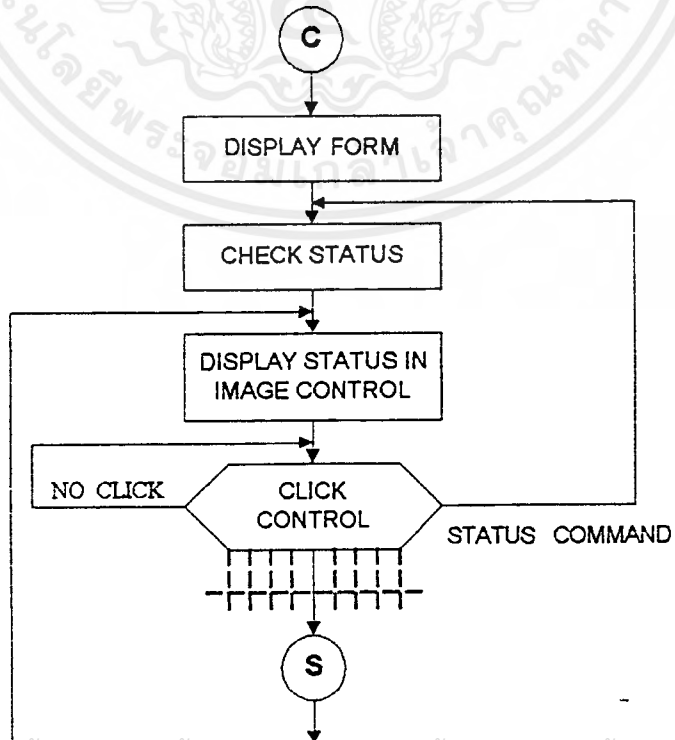 C
DISPLAY FORM
CHECK STATUS
DISPLAY STATUS IN
IMAGE CONTROL
NO CLICK
CLICK
CONTROL
STATUS COMMAND
S